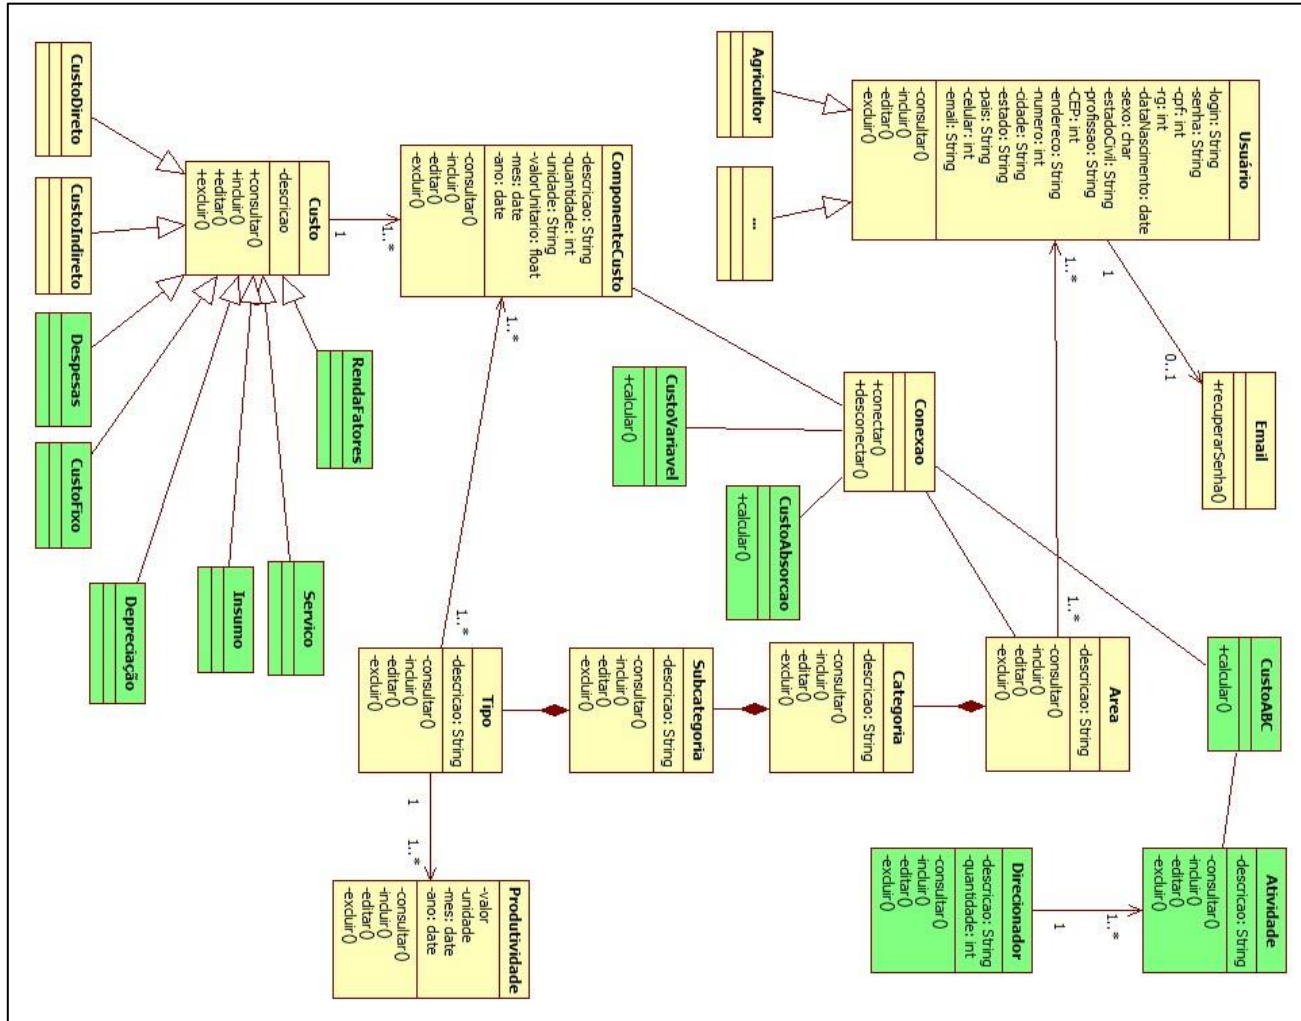 Usuário
-login: String
-senha: String
-cpf: int
-rg: int
-dataNascimento: date
-sexo: char
-estadoCivil: String
-profissao: String
-CEP: int
-endereco: String
-numero: int
-cidade: String
-estado: String
-pais: String
-celular: int
-email: String
-consultar()
-incluir()
-editar()
-excluir()
Agricultor
...
1
0..1
Email
+recuperarSenha()
1..*
1..*
ComponenteCusto
-descricao: String
-quantidade: int
-unidade: String
-valorUnitario: float
-mes: date
-ano: date
-consultar()
-incluir()
-editar()
-excluir()
1
1..*
Custo
-descricao
+consultar()
+incluir()
+editar()
+excluir()
CustoDireto
CustoIndireto
Despesas
CustoFixo
Depreciação
Insumo
Servico
RendaFatores
Conexao
+conectar()
+desconectar()
CustoVariavel
+calcular()
CustoAbsorcao
+calcular()
CustoABC
+calcular()
Area
-descricao: String
-consultar()
-incluir()
-editar()
-excluir()
Categoria
-descricao: String
-consultar()
-incluir()
-editar()
-excluir()
Subcategoria
-descricao: String
-consultar()
-incluir()
-editar()
-excluir()
Tipo
-descricao: String
-consultar()
-incluir()
-editar()
-excluir()
1..*
1..*
1
1..*
Produtividade
-valor
-unidade
-mes: date
-ano: date
-consultar()
-incluir()
-editar()
-excluir()
Atividade
-descricao: String
-consultar()
-incluir()
-editar()
-excluir()
1..*
1
Direcionador
-descricao: String
-quantidade: int
-consultar()
-incluir()
-editar()
-excluir()